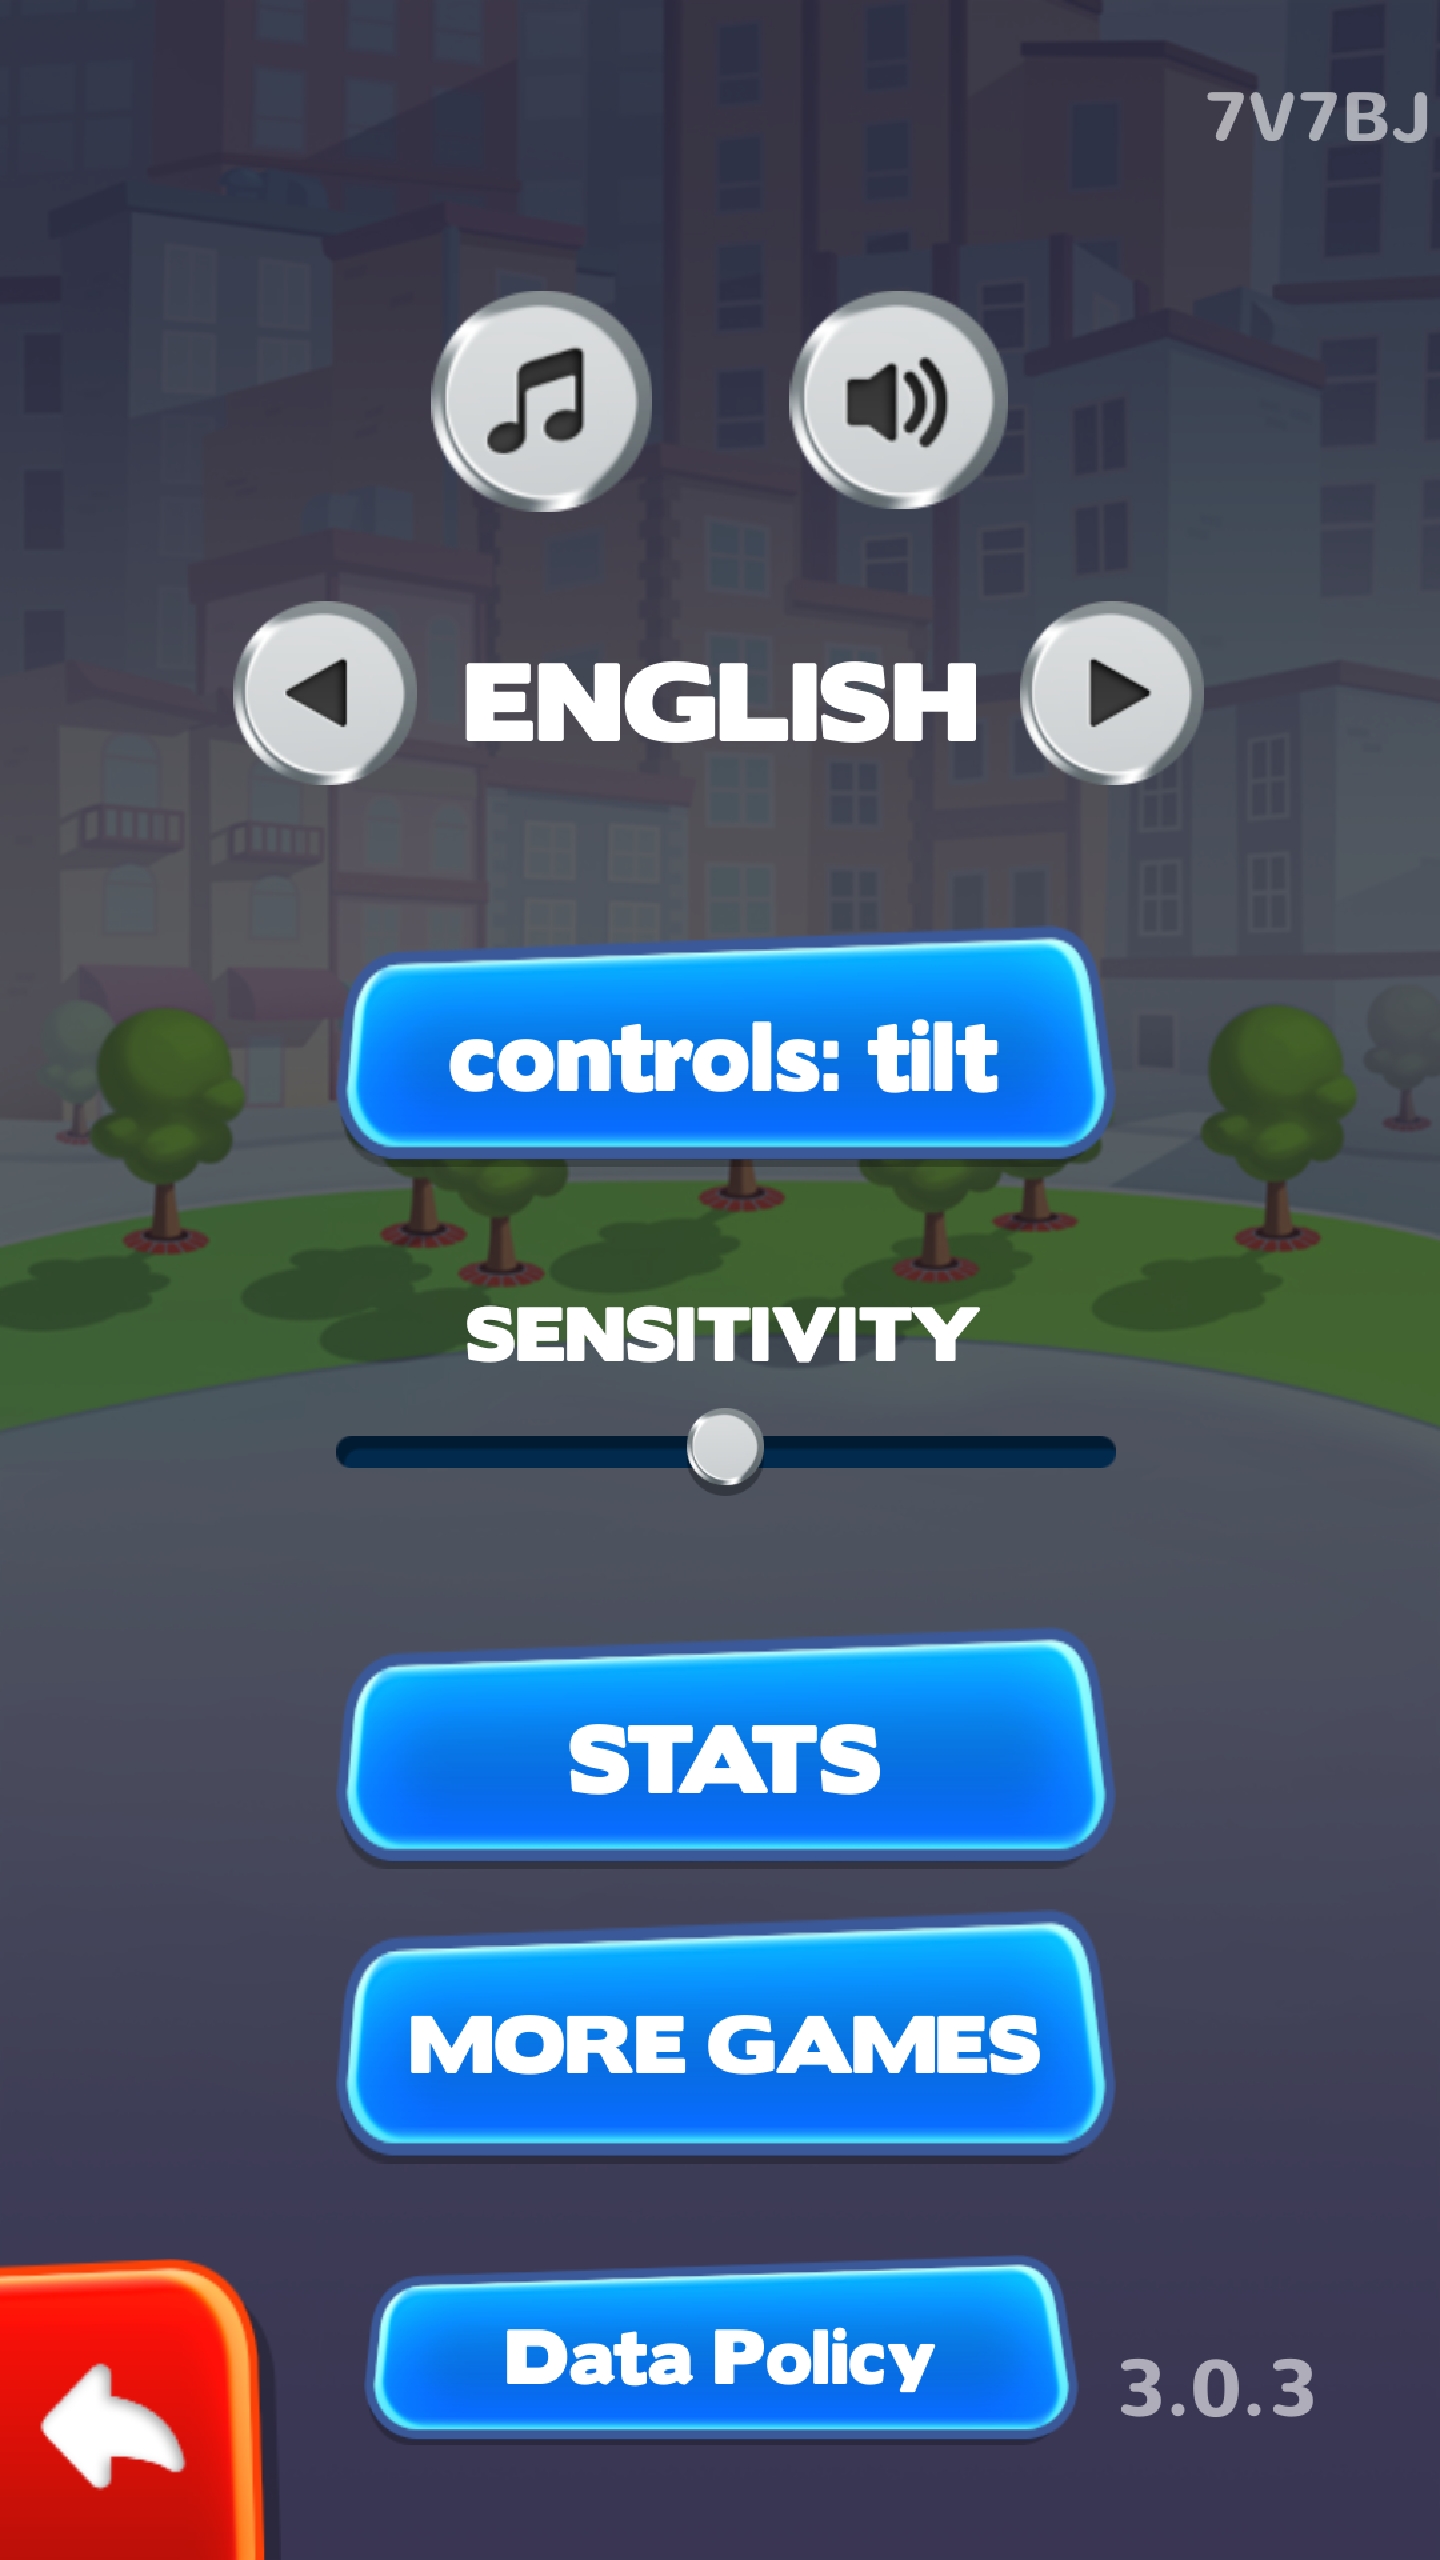 7V7BJ
ENGLISH
controls: tilt
SENSITIVITY
STATS
MORE GAMES
Data Policy
3.0.3